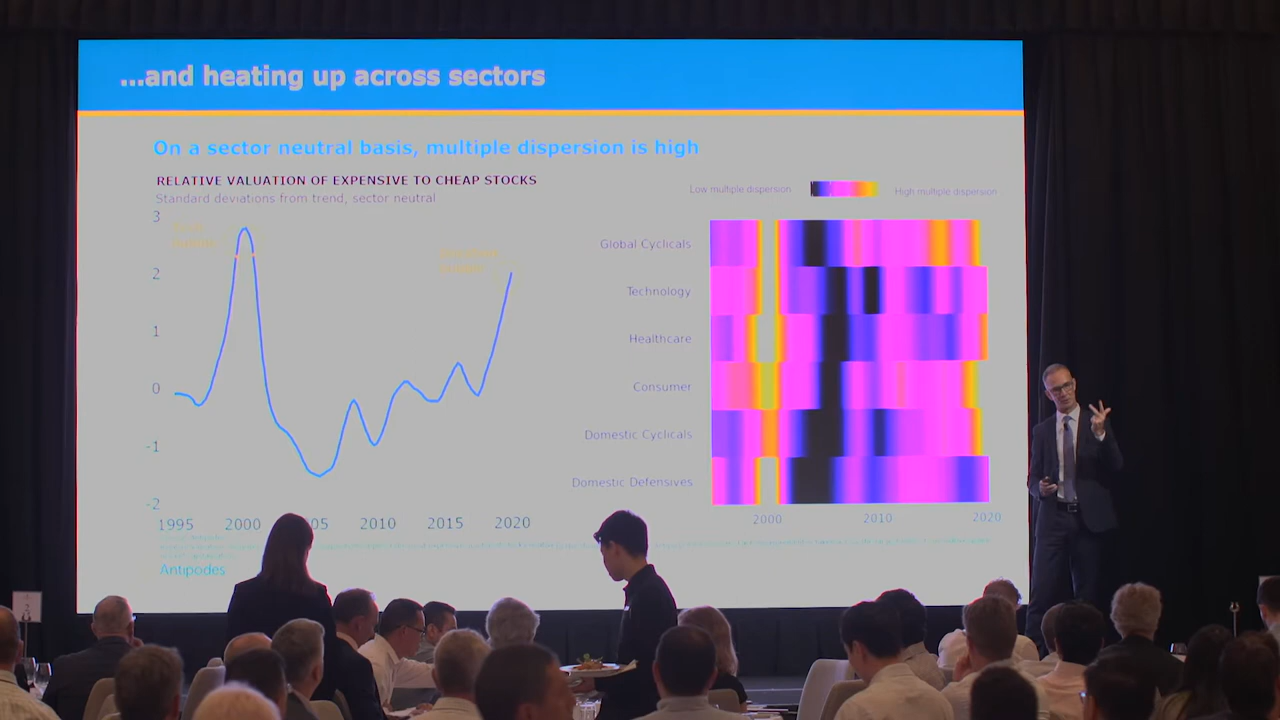 ...and heating up across sectors
On a sector neutral basis, multiple dispersion is high
RELATIVE VALUATION OF EXPENSIVE TO CHEAP STOCKS
Standard deviations from trend, sector neutral
3
2
1
0
-1
-2
1995 2000 05 2010 2015 2020
Low multiple dispersion
High multiple dispersion
Global Cyclicals
Technology
Healthcare
Consumer
Domestic Cyclicals
Domestic Defensives
2000 2010 2020
Antipodes